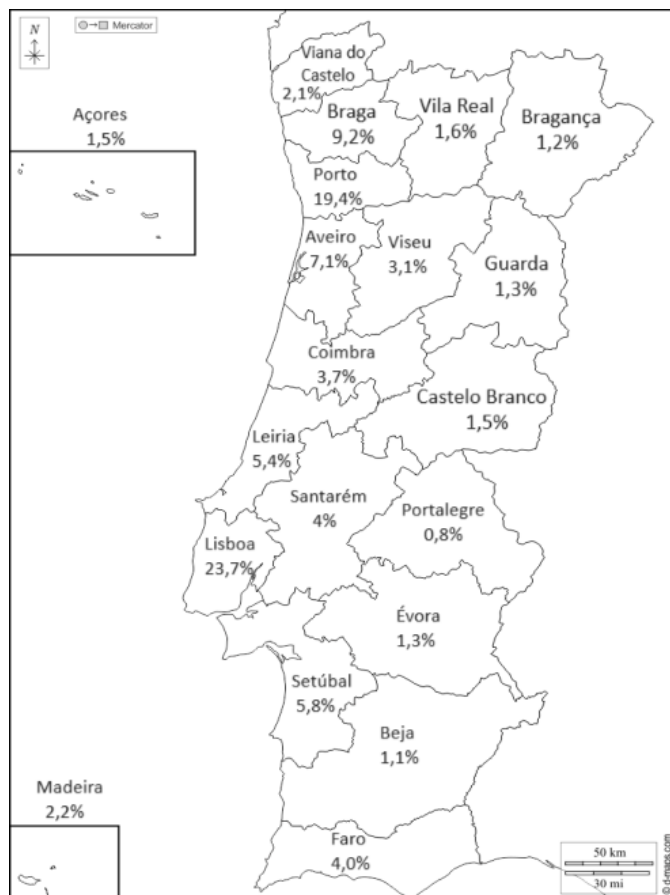 N
Mercator
Viana do
Castelo
2,1%
Braga
9,2%
Vila Real
1,6%
Bragança
1,2%
Açores
1,5%
Porto
19,4%
Aveiro
7,1%
Viseu
3,1%
Guarda
1,3%
Coimbra
3,7%
Castelo Branco
1,5%
Leiria
5,4%
Santarém
4%
Portalegre
0,8%
Lisboa
23,7%
Évora
1,3%
Setúbal
5,8%
Beja
1,1%
Madeira
2,2%
Faro
4,0%
50 km
30 mi
d-maps.com